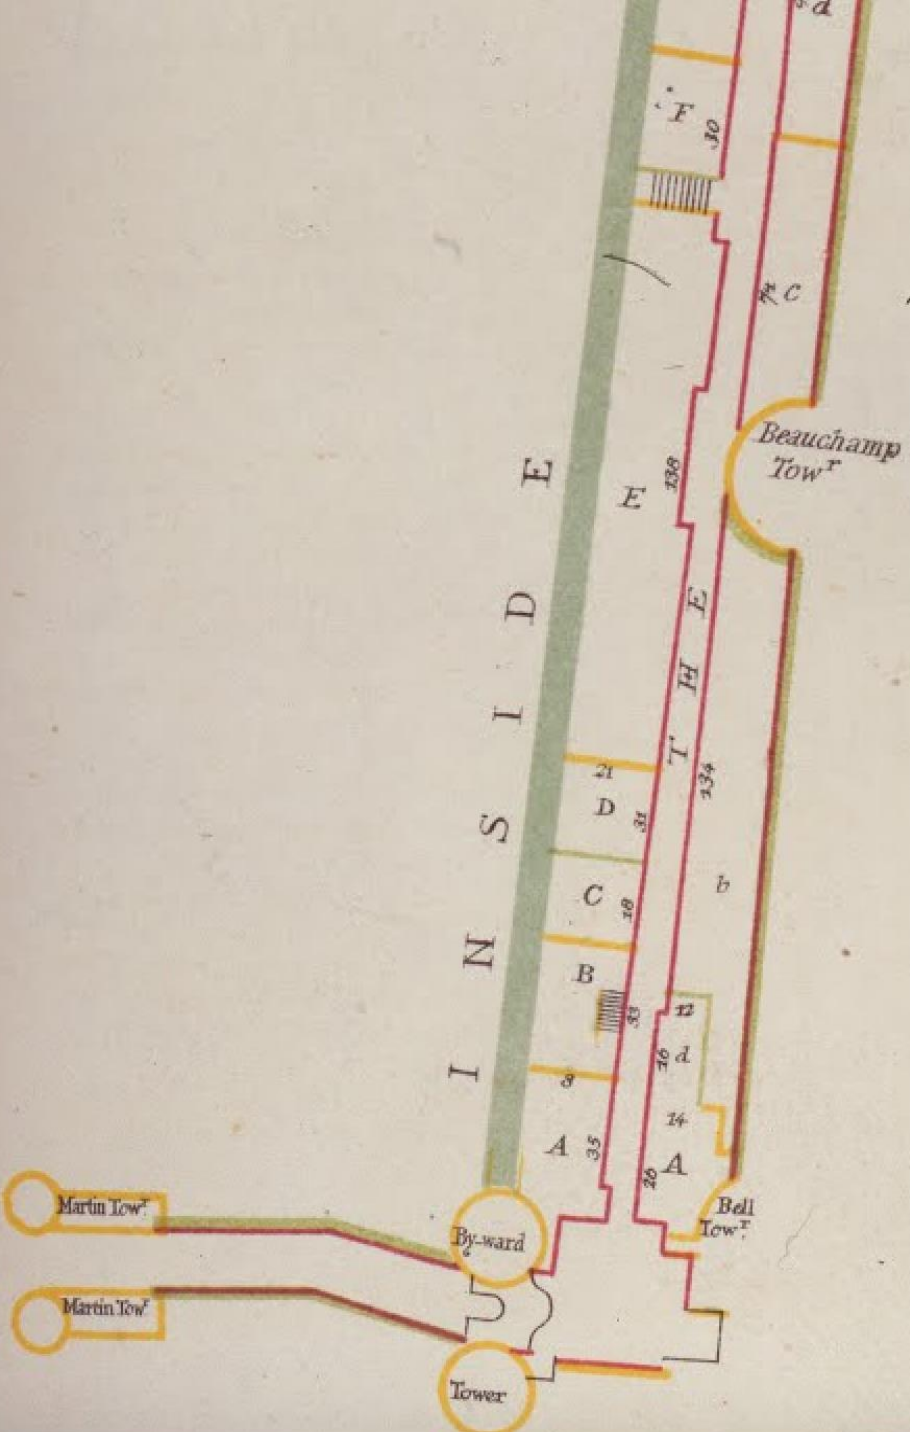 d
F
30
C
74
Beauchamp
Towʳ
E
138
INSIDE
THE
21
D
31
134
C
18
b
B
33
12
16
d
8
14
A
35
A
26
Martin Towʳ.
By-ward
Bell
Towʳ.
Martin Towʳ
Tower